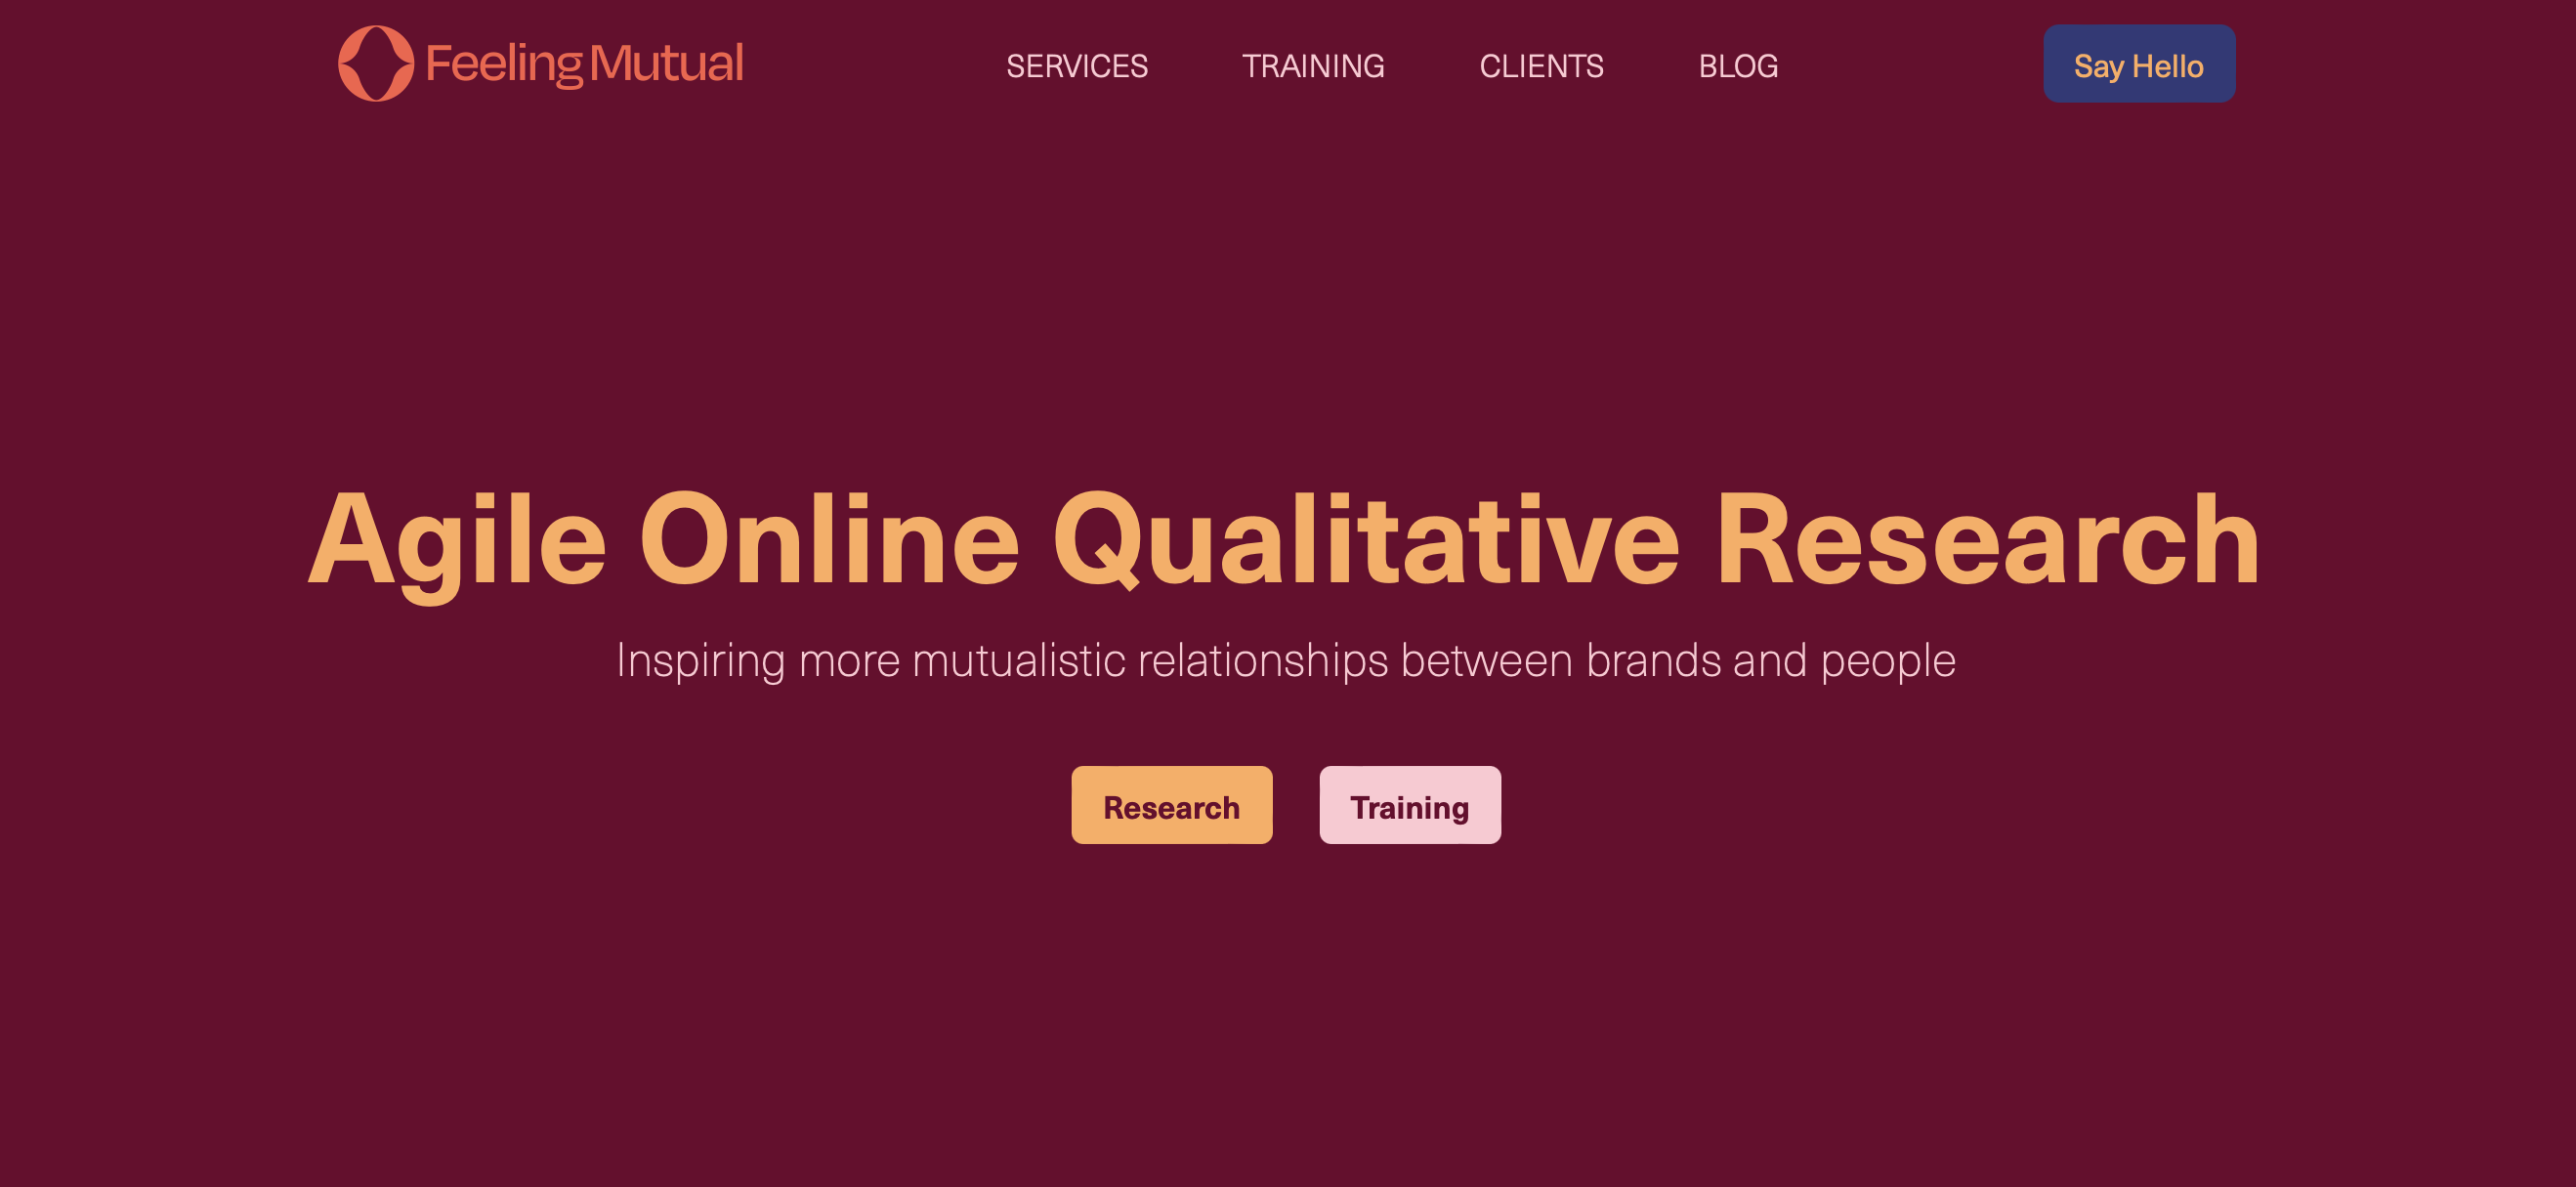 Feeling Mutual
SERVICES
TRAINING
CLIENTS
BLOG
Say Hello
Agile Online Qualitative Research
Inspiring more mutualistic relationships between brands and people
Research
Training